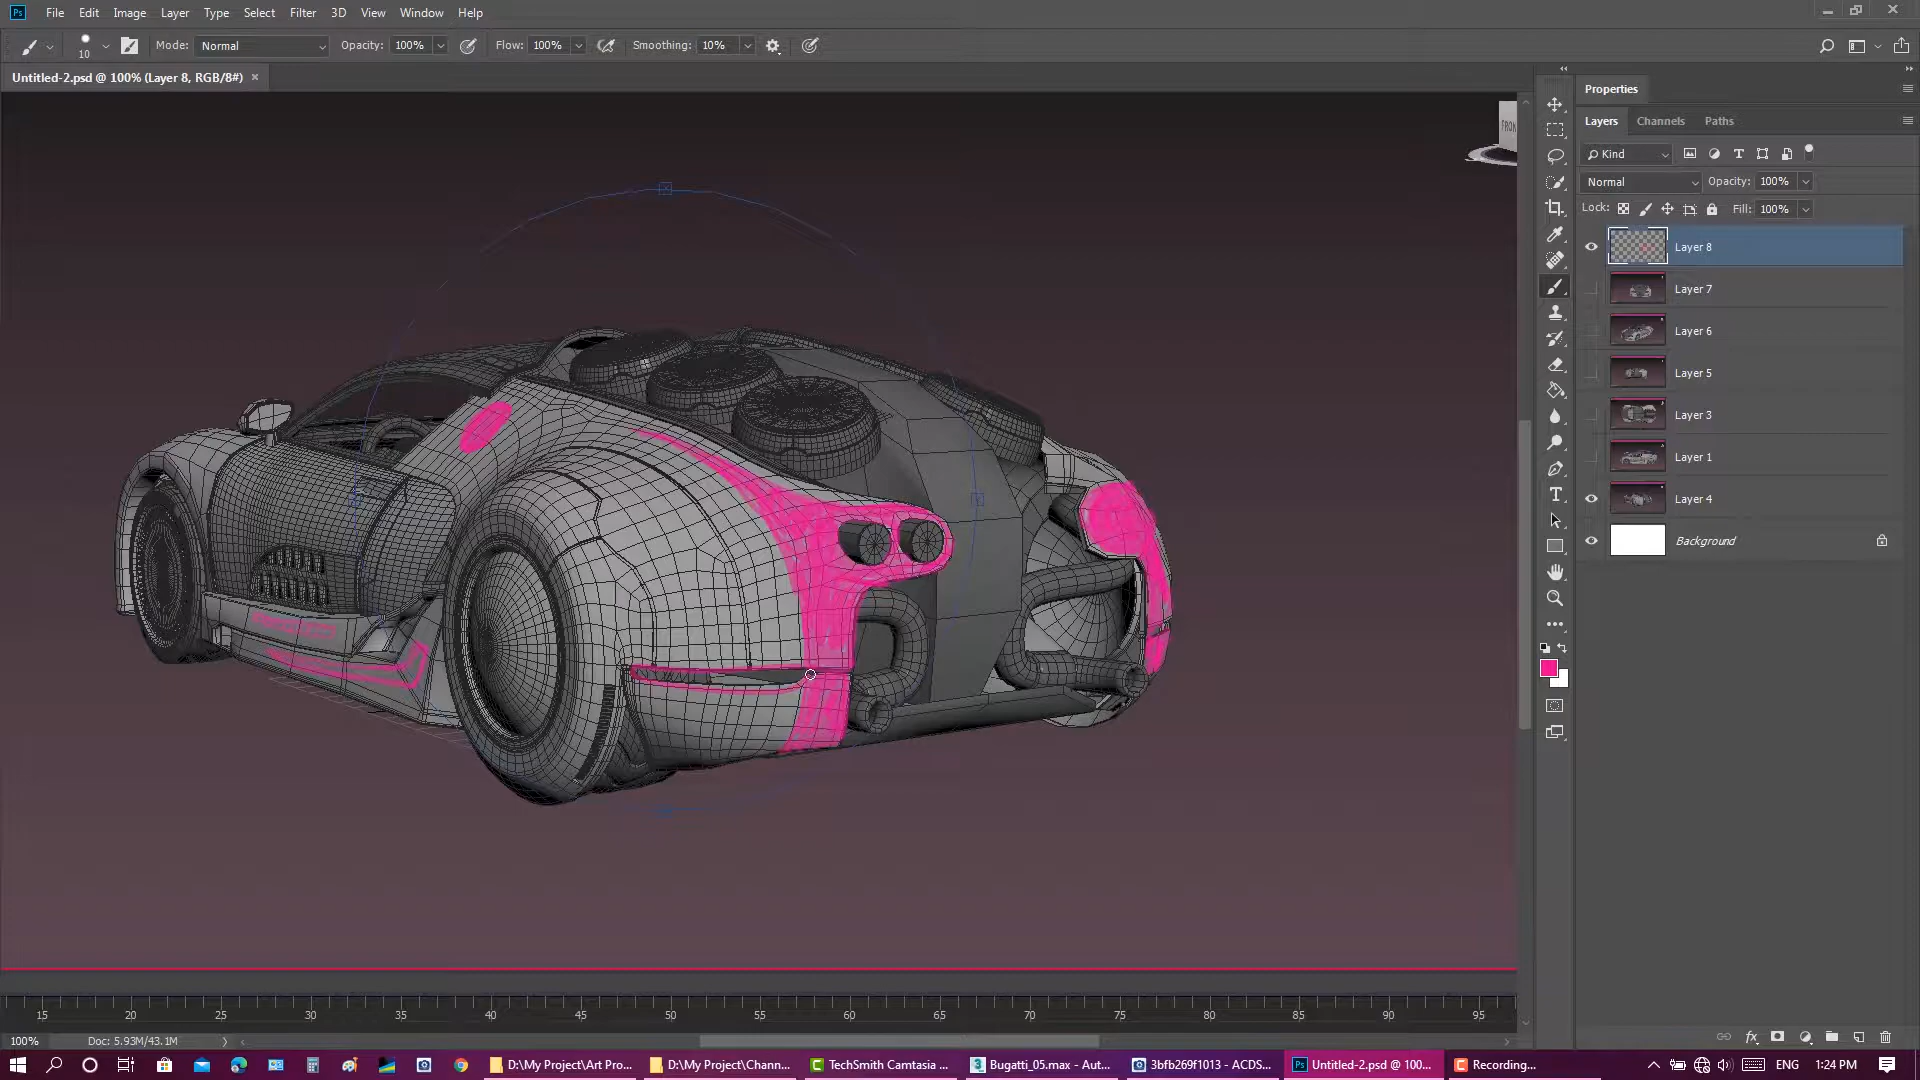 Ps File Edit Image Layer Type Select Filter 3D View Window Help
10 Mode: Normal Opacity: 100% Flow: 100% Smoothing: 10%
Untitled-2.psd @ 100% (Layer 8, RGB/8#) ×
FRON
Properties
Layers Channels Paths
Kind
Normal Opacity: 100%
Lock: Fill: 100%
Layer 8
Layer 7
Layer 6
Layer 5
Layer 3
Layer 1
Layer 4
Background
15 20 25 30 35 40 45 50 55 60 65 70 75 80 85 90 95
100% Doc: 5.93M/43.1M
D:\My Project\Art Pro... D:\My Project\Chann... TechSmith Camtasia ... Bugatti_05.max - Aut... 3bfb269f1013 - ACDS... Untitled-2.psd @ 100... Recording... ENG 1:24 PM